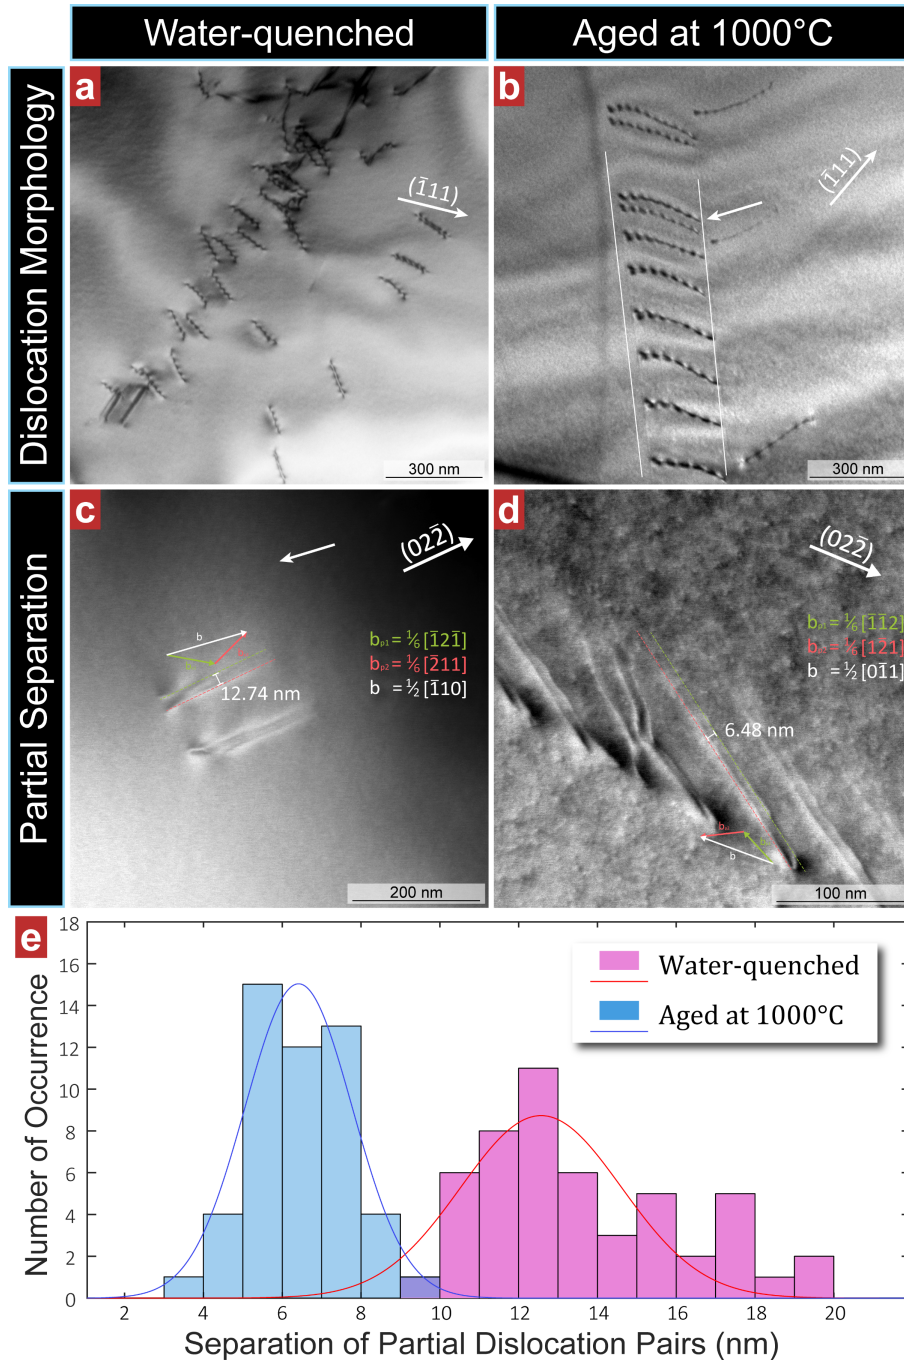 Water-quenched
Aged at 1000°C
Dislocation Morphology
a
(1̅11)
300 nm
b
(1̅11)
300 nm
Partial Separation
c
(022̅)
b
bₚ₁ = ⅙ [1̅21̅]
bₚ₂ = ⅙ [2̅11]
b = ½ [1̅10]
12.74 nm
200 nm
d
(022̅)
bₚ₁ = ⅙ [1̅1̅2]
= ⅙ [12̅1]
b = ½ [01̅1]
6.48 nm
b
b
100 nm
e
Number of Occurrence
18
16
14
12
10
8
6
4
2
0
Water-quenched
Aged at 1000°C
2 4 6 8 10 12 14 16 18 20
Separation of Partial Dislocation Pairs (nm)